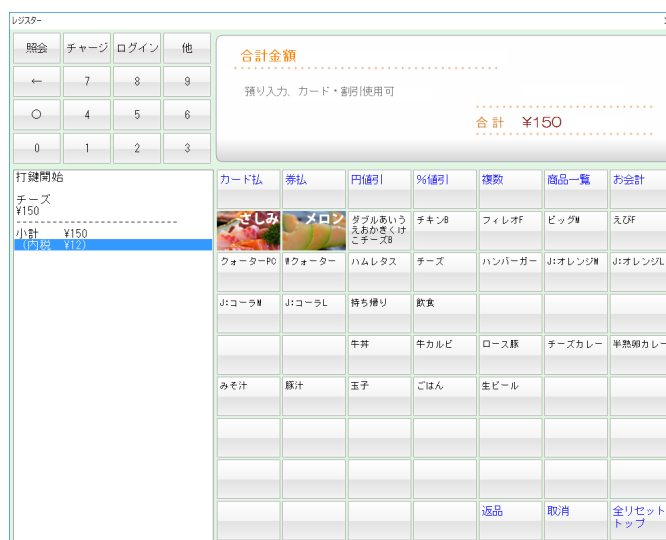 レジスター
照会 チャージ ログイン 他
← 7 8 9
○ 4 5 6
0 1 2 3
合計金額
預り入力、カード・割引使用可
合計 ¥150
打鍵開始
チーズ
¥150
小計 ¥150
(内税 ¥12)
カード払 券払 円値引 %値引 複数 商品一覧 お会計
さしみ メロン ダブルあいう チキンB フィレオF ビッグM えびF
えおかきくけ
こチーズB
クォーターPC Wクォーター ハムレタス チーズ ハンバーガー J:オレンジM J:オレンジL
J:コーラM J:コーラL 持ち帰り 飲食
牛丼 牛カルビ ロース豚 チーズカレー 半熟卵カレー
みそ汁 豚汁 玉子 ごはん 生ビール
返品 取消 全リセット
トップ